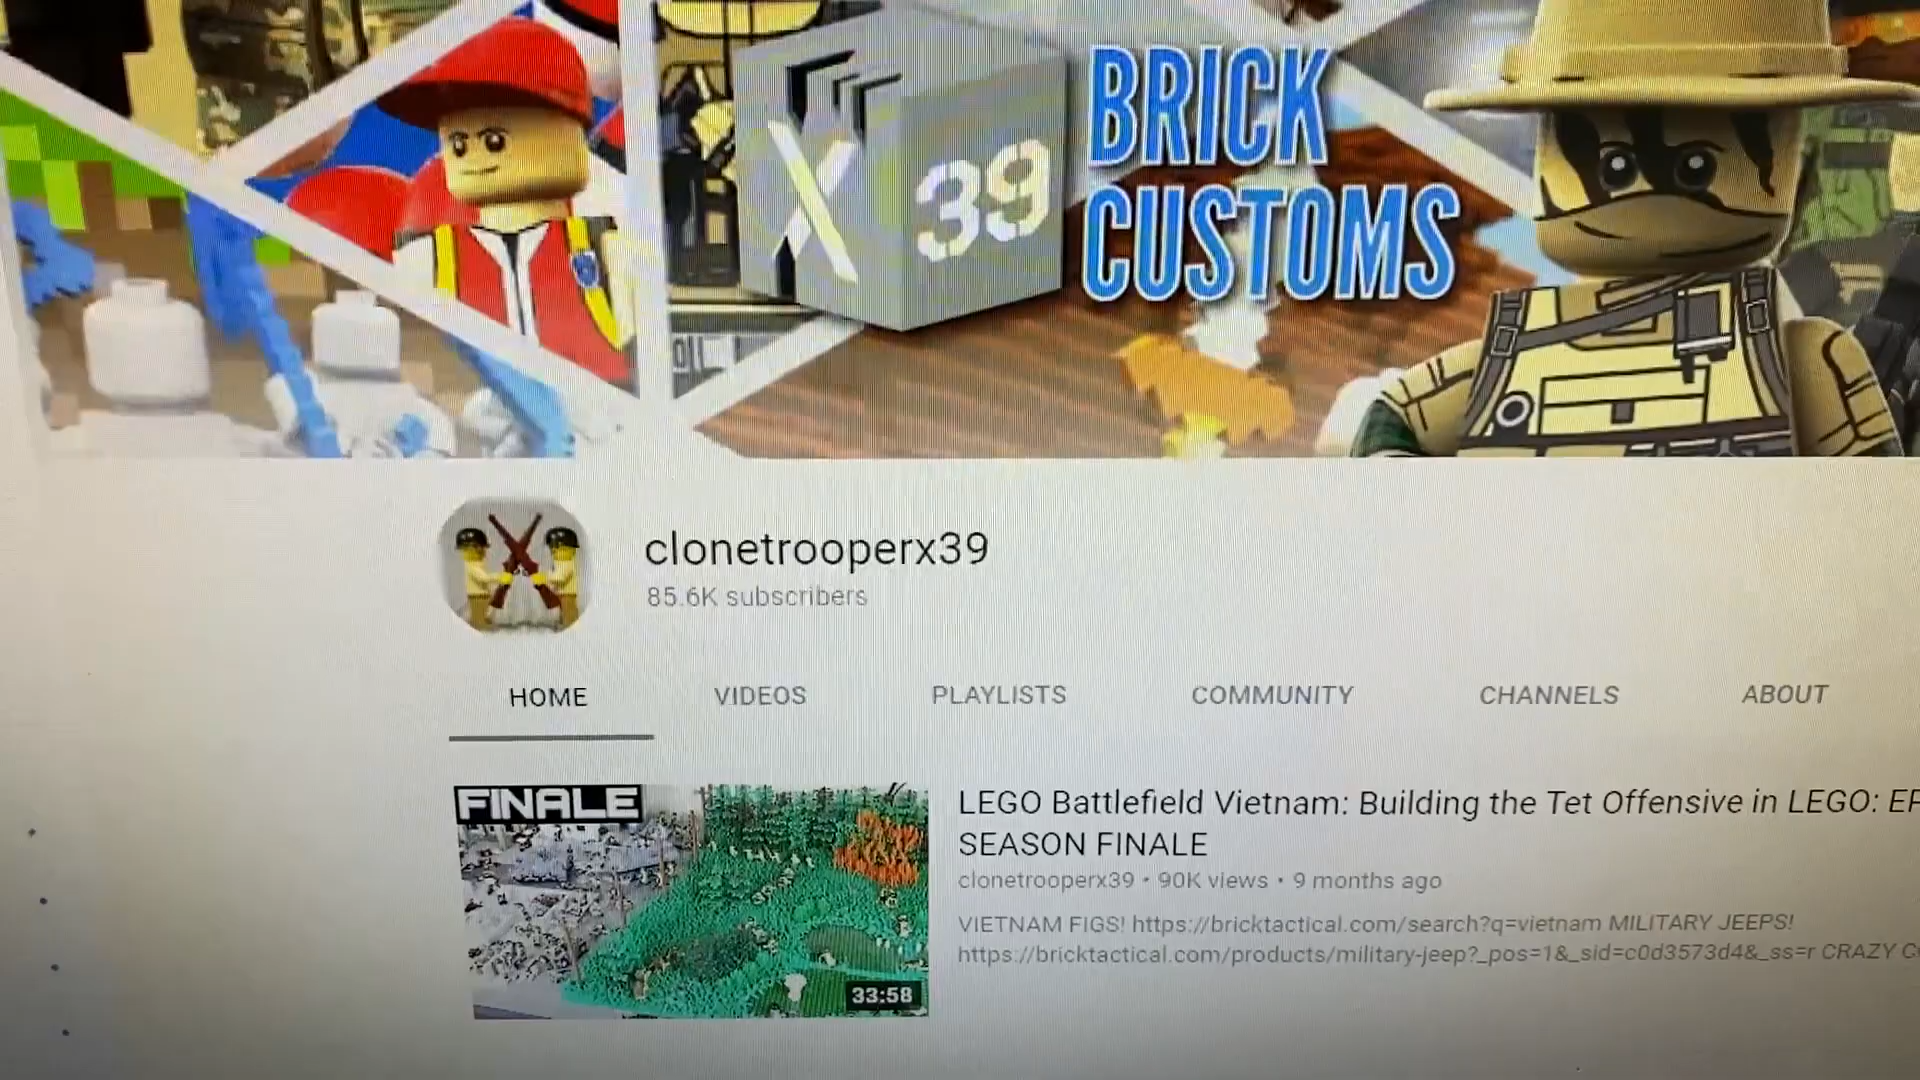 X 39
BRICK
CUSTOMS
clonetrooperx39
85.6K subscribers
HOME VIDEOS PLAYLISTS COMMUNITY CHANNELS ABOUT
FINALE
33:58
LEGO Battlefield Vietnam: Building the Tet Offensive in LEGO: EP
SEASON FINALE
clonetrooperx39 • 90K views • 9 months ago
VIETNAM FIGS! https://bricktactical.com/search?q=vietnam MILITARY JEEPS!
https://bricktactical.com/products/military-jeep?_pos=1&_sid=c0d3573d4&_ss=r CRAZY